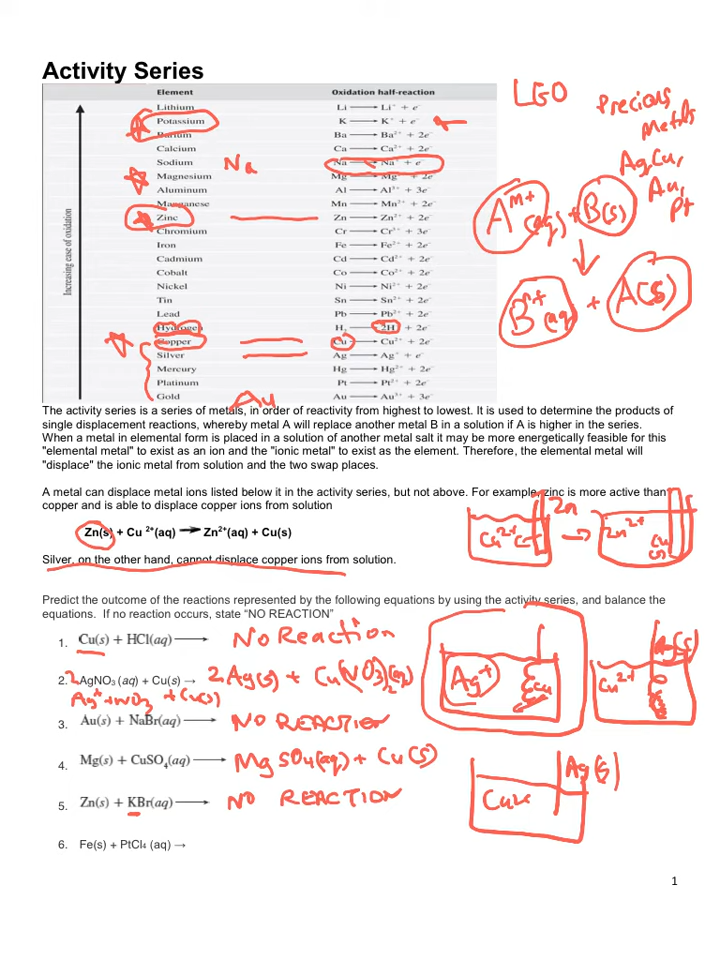 Activity Series
Element Oxidation half-reaction
Lithium Li ⟶ Li⁺ + e⁻
Potassium K ⟶ K⁺ + e⁻
Barium Ba ⟶ Ba²⁺ + 2e⁻
Calcium Ca ⟶ Ca²⁺ + 2e⁻
Sodium Na ⟶ Na⁺ + e⁻
Magnesium Mg ⟶ Mg + 2e⁻
Aluminum Al ⟶ Al³⁺ + 3e⁻
Manganese Mn ⟶ Mn²⁺ + 2e⁻
Zinc Zn ⟶ Zn²⁺ + 2e⁻
Chromium Cr ⟶ Cr³⁺ + 3e⁻
Iron Fe ⟶ Fe²⁺ + 2e⁻
Cadmium Cd ⟶ Cd²⁺ + 2e⁻
Cobalt Co ⟶ Co²⁺ + 2e⁻
Nickel Ni ⟶ Ni²⁺ + 2e⁻
Tin Sn ⟶ Sn²⁺ + 2e⁻
Lead Pb ⟶ Pb²⁺ + 2e⁻
Hydrogen H₂ ⟶ 2H⁺ + 2e⁻
Copper Cu ⟶ Cu²⁺ + 2e⁻
Silver Ag ⟶ Ag⁺ + e⁻
Mercury Hg ⟶ Hg²⁺ + 2e⁻
Platinum Pt ⟶ Pt²⁺ + 2e⁻
Gold Au ⟶ Au³⁺ + 3e⁻
Increasing ease of oxidation
Na
Au
LEO
Precious
Metals
Ag, Cu,
Au,
Pt
A^m+(aq) + B(s)
B^n+(aq) + A(s)
The activity series is a series of metals, in order of reactivity from highest to lowest. It is used to determine the products of
single displacement reactions, whereby metal A will replace another metal B in a solution if A is higher in the series.
When a metal in elemental form is placed in a solution of another metal salt it may be more energetically feasible for this
"elemental metal" to exist as an ion and the "ionic metal" to exist as the element. Therefore, the elemental metal will
"displace" the ionic metal from solution and the two swap places.
A metal can displace metal ions listed below it in the activity series, but not above. For example, zinc is more active than
copper and is able to displace copper ions from solution
Zn(s) + Cu ²⁺(aq) ⟶ Zn²⁺(aq) + Cu(s)
Zn
Cu²⁺
→
Zn²⁺
Cu
(s)
Silver, on the other hand, cannot displace copper ions from solution.
Predict the outcome of the reactions represented by the following equations by using the activity series, and balance the
equations. If no reaction occurs, state “NO REACTION”
1. Cu(s) + HCl(aq) ⟶ No Reaction
2. 2AgNO₃ (aq) + Cu(s) → 2Ag(s) + Cu(NO3)2(aq)
Ag⁺ + NO3⁻ + Cu(s)
3. Au(s) + NaBr(aq) ⟶ NO REACTION
4. Mg(s) + CuSO₄(aq) ⟶ MgSO4(aq) + Cu(s)
5. Zn(s) + KBr(aq) ⟶ NO REACTION
6. Fe(s) + PtCl₄ (aq) →
Ag⁺
Cu
Ag(s)
Cu²⁺
Ag(s)
1